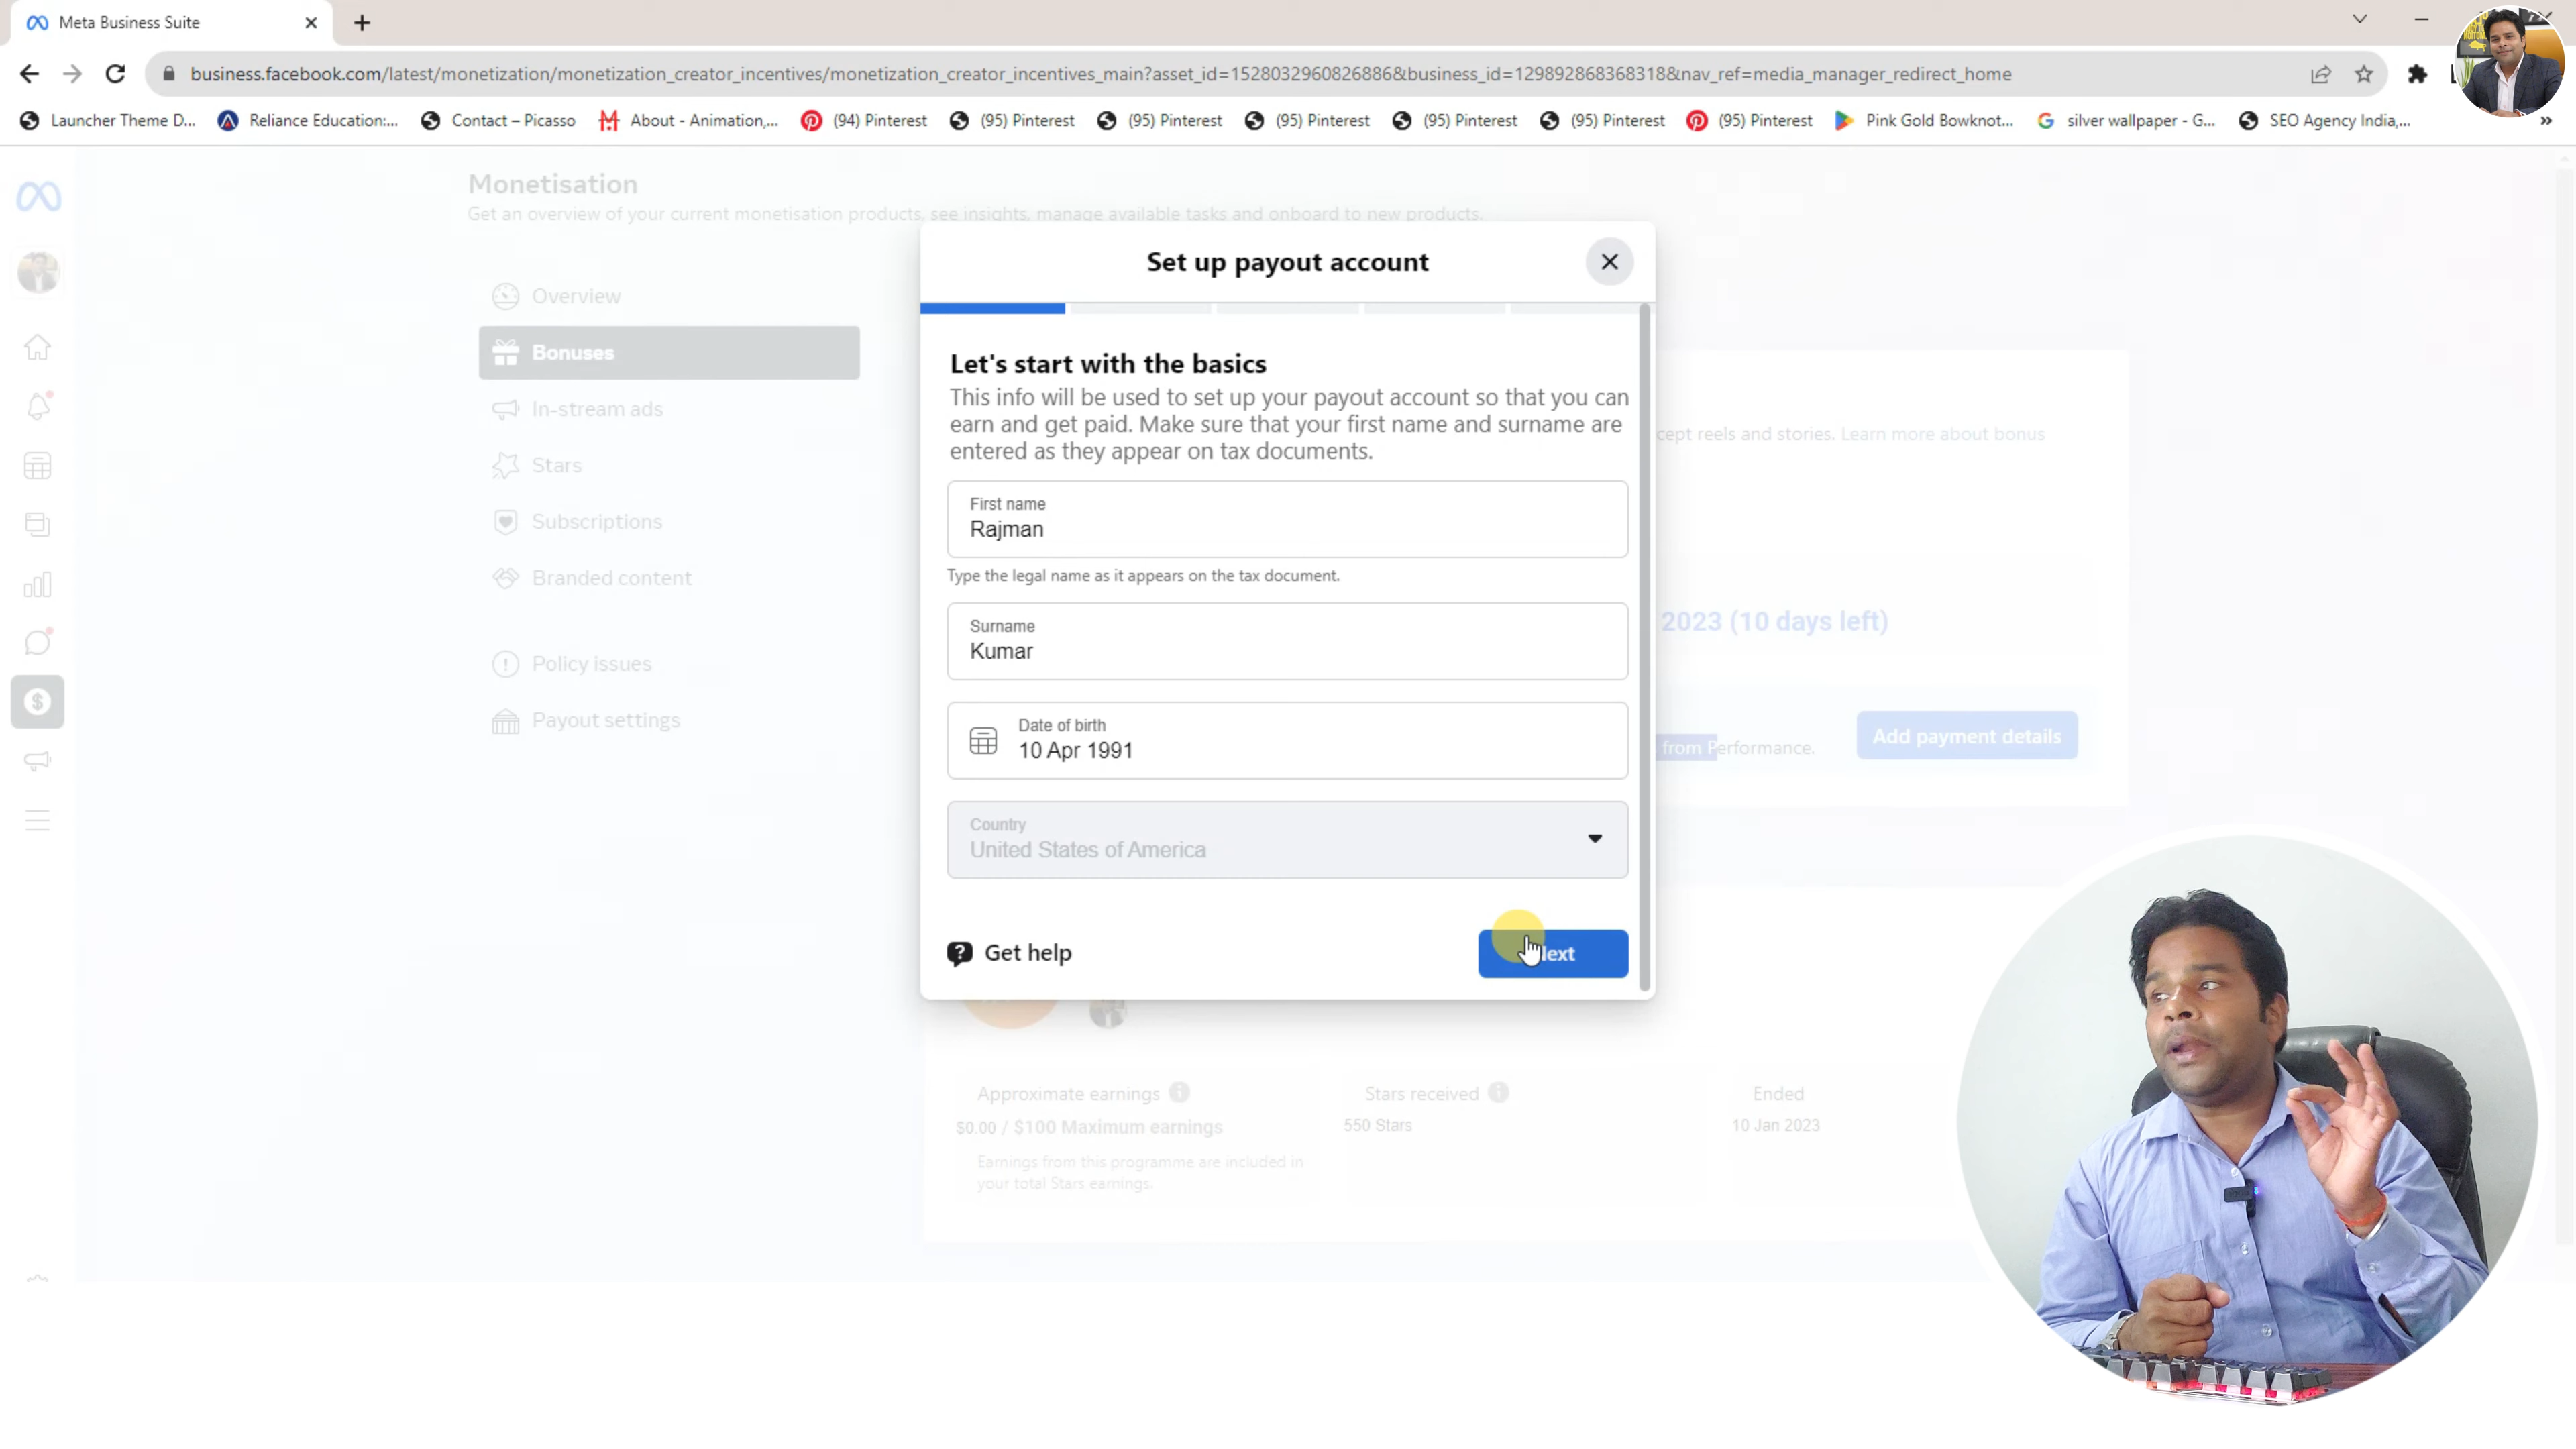 Meta Business Suite
business.facebook.com/latest/monetization/monetization_creator_incentives/monetization_creator_incentives_main?asset_id=1528032960826886&business_id=129892868368318&nav_ref=media_manager_redirect_home
Launcher Theme D... Reliance Education:... Contact – Picasso About - Animation,... (94) Pinterest (95) Pinterest (95) Pinterest (95) Pinterest (95) Pinterest (95) Pinterest (95) Pinterest Pink Gold Bowknot... silver wallpaper - G... SEO Agency India,...
Monetisation
Get an overview of your current monetisation products, see insights, manage available tasks and onboard to new products.
Overview
Bonuses
In-stream ads
Stars
Subscriptions
Branded content
Policy issues
Payout settings
Set up payout account
Let's start with the basics
This info will be used to set up your payout account so that you can
earn and get paid. Make sure that your first name and surname are
entered as they appear on tax documents.
First name
Rajman
Type the legal name as it appears on the tax document.
Surname
Kumar
Date of birth
10 Apr 1991
Country
United States of America
Get help
Next
cept reels and stories. Learn more about bonus
2023 (10 days left)
from Performance.
Add payment details
Approximate earnings
$0.00 / $100 Maximum earnings
Earnings from this programme are included in
your total Stars earnings.
Stars received
550 Stars
Ended
10 Jan 2023